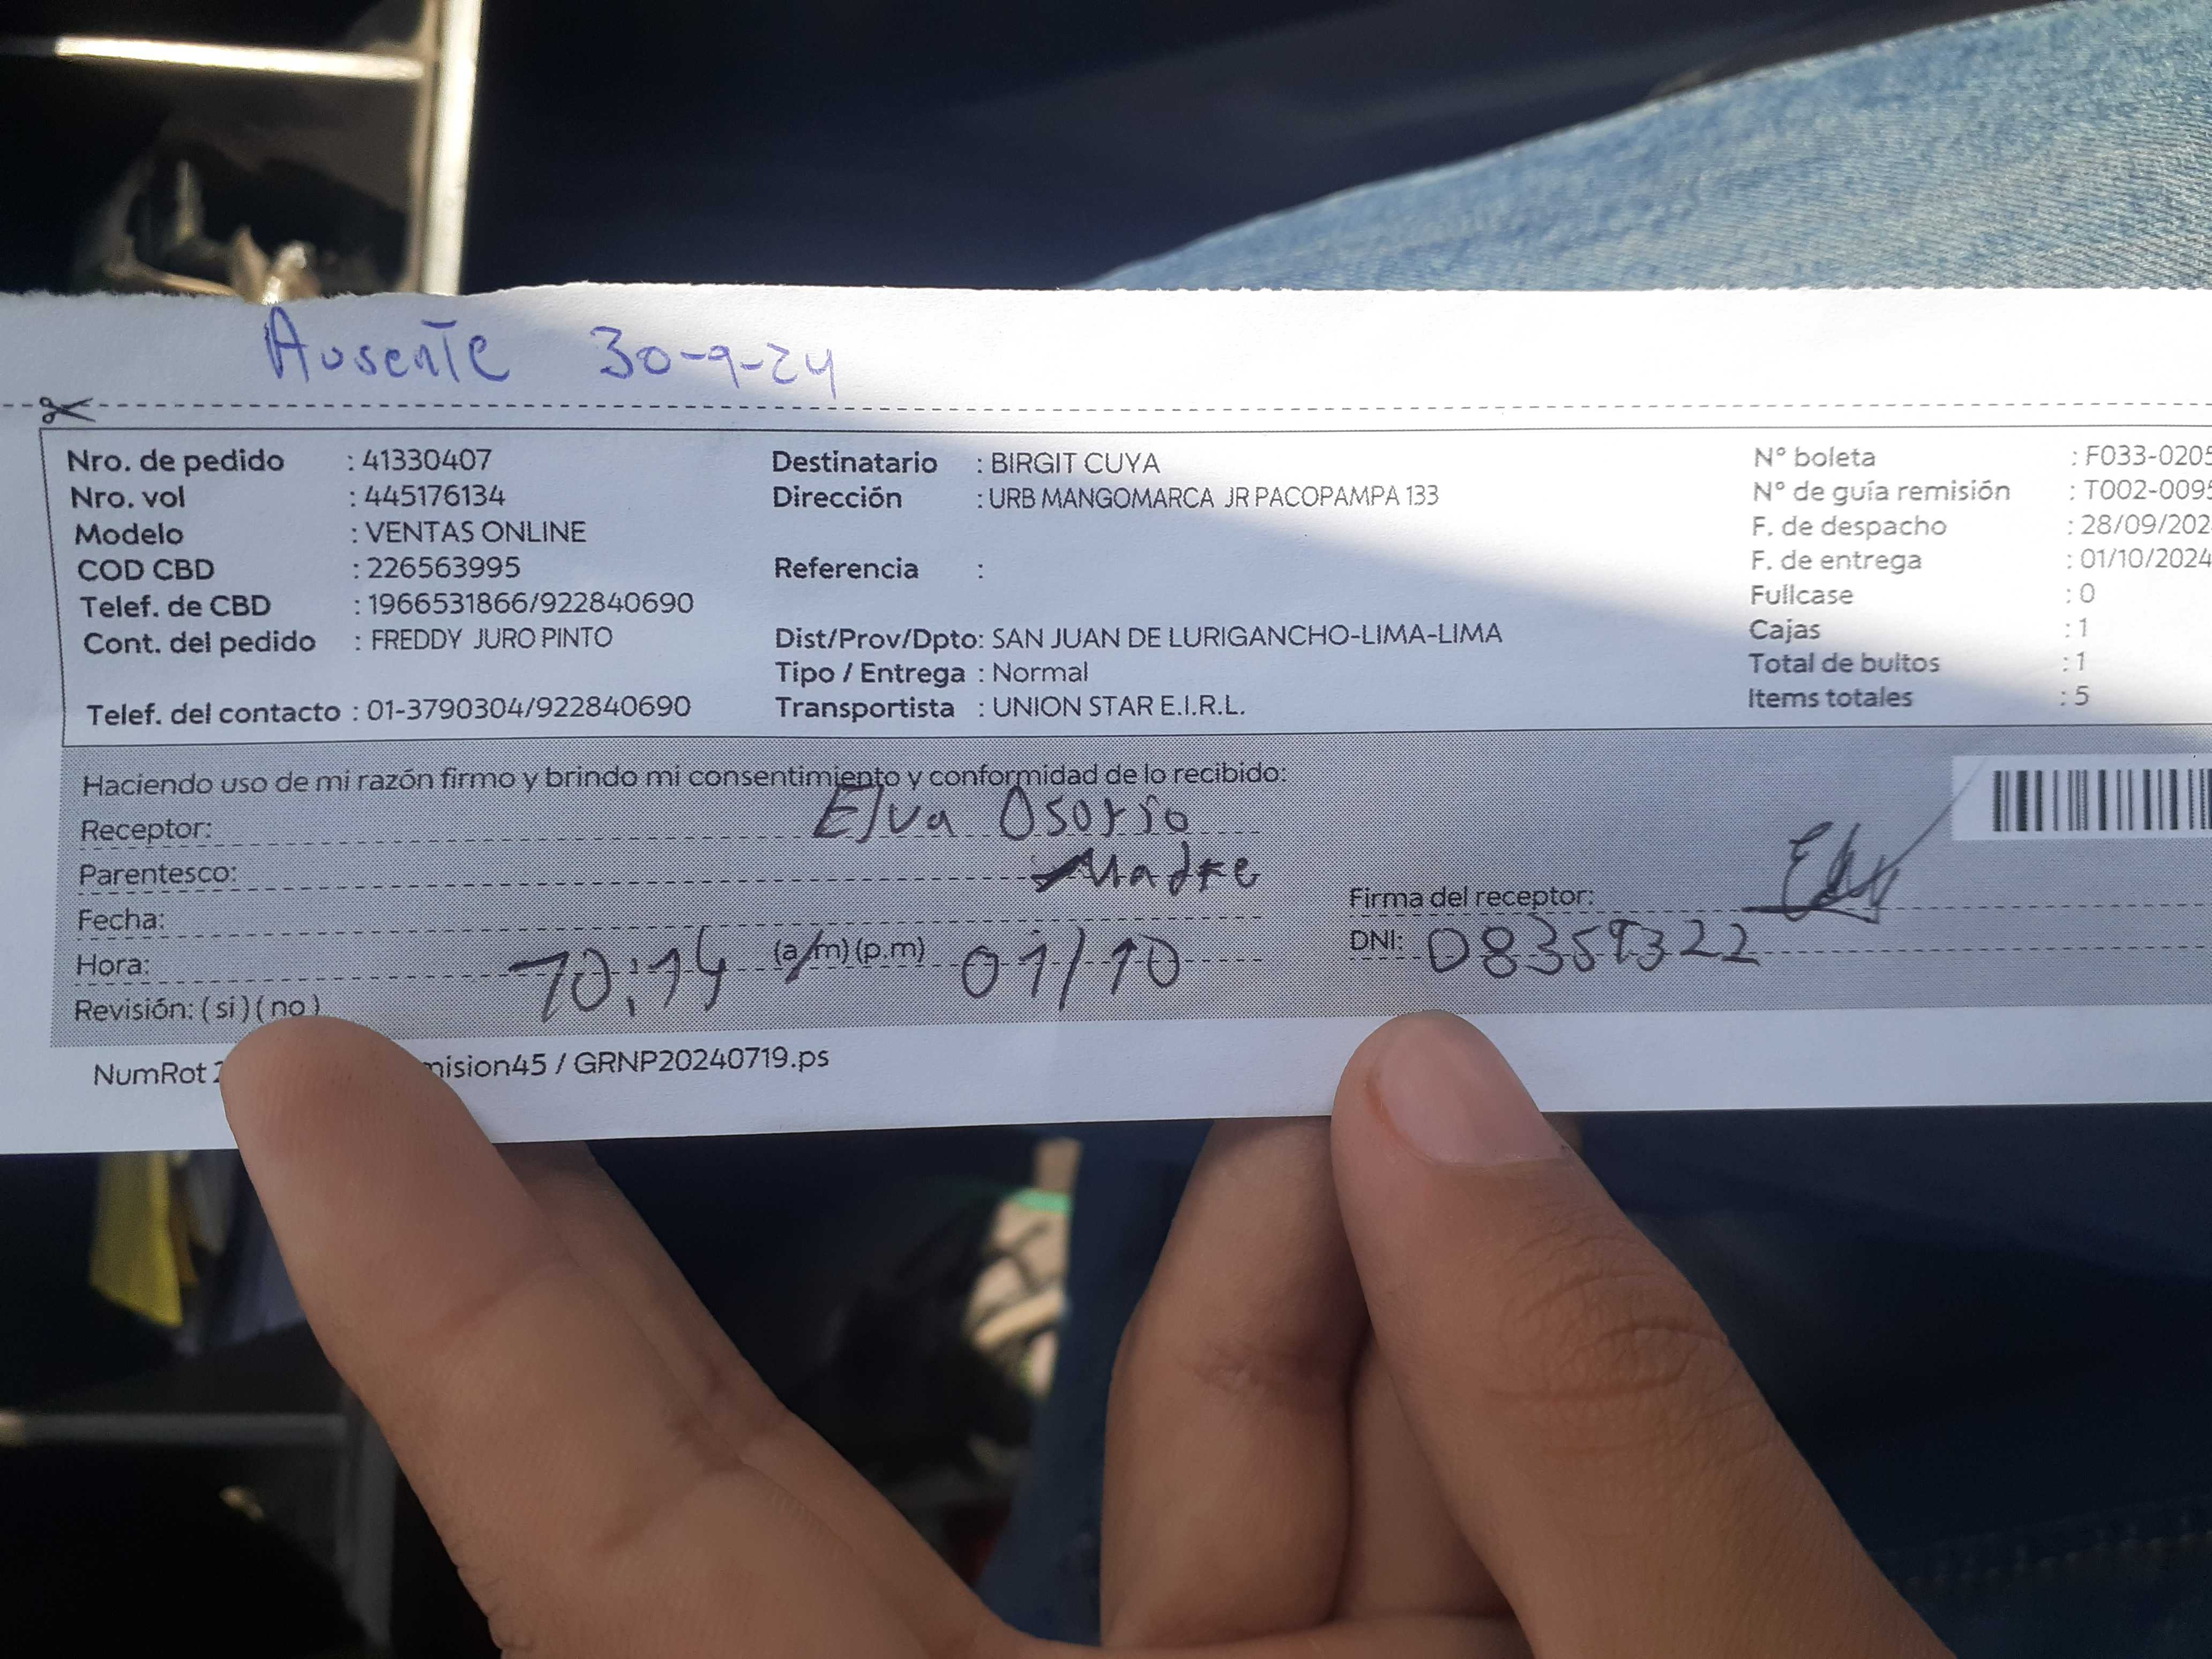 Ausente 30-9-24
Nro. de pedido : 41330407 Destinatario : BIRGIT CUYA N° boleta : F033-0205
Nro. vol : 445176134 Dirección : URB MANGOMARCA JR PACOPAMPA 133 N° de guía remisión : T002-0095
Modelo : VENTAS ONLINE F. de despacho : 28/09/202
COD CBD : 226563995 Referencia : F. de entrega : 01/10/2024
Telef. de CBD : 1966531866/922840690 Fullcase : 0
Cont. del pedido : FREDDY JURO PINTO Dist/Prov/Dpto: SAN JUAN DE LURIGANCHO-LIMA-LIMA Cajas : 1
Tipo / Entrega : Normal Total de bultos : 1
Telef. del contacto : 01-3790304/922840690 Transportista : UNION STAR E.I.R.L. Items totales : 5
Haciendo uso de mi razón firmo y brindo mi consentimiento y conformidad de lo recibido:
Receptor: Elva Osorio
Parentesco: Madre
Firma del receptor:
Fecha:
DNI: 08359322
Hora: 10:14 (a/m) (p.m) 01/10
Revisión: (si) (no)
NumRot mision45 / GRNP20240719.ps